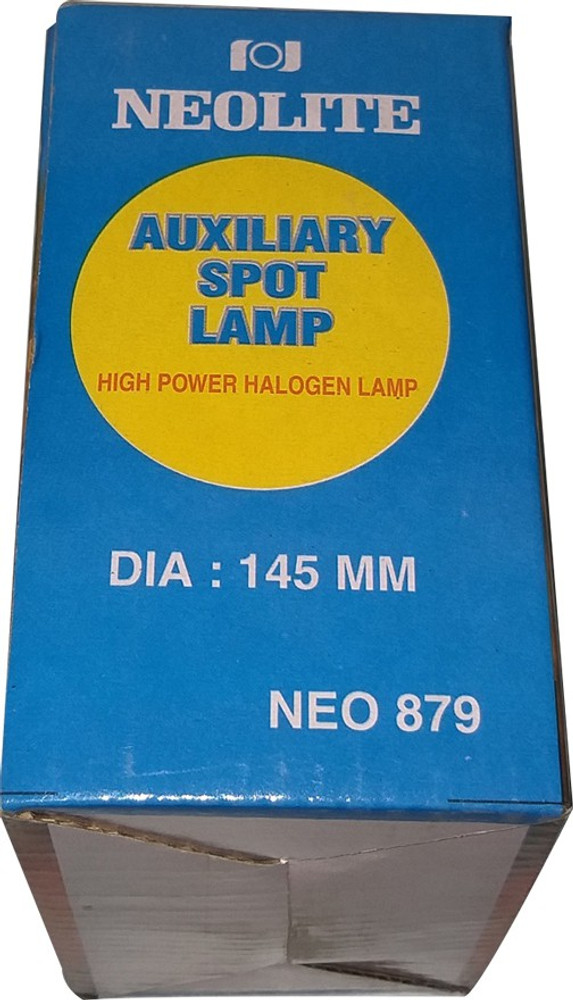 NEOLITE
AUXILIARY
SPOT
LAMP
HIGH POWER HALOGEN LAMP
DIA : 145 MM
NEO 879